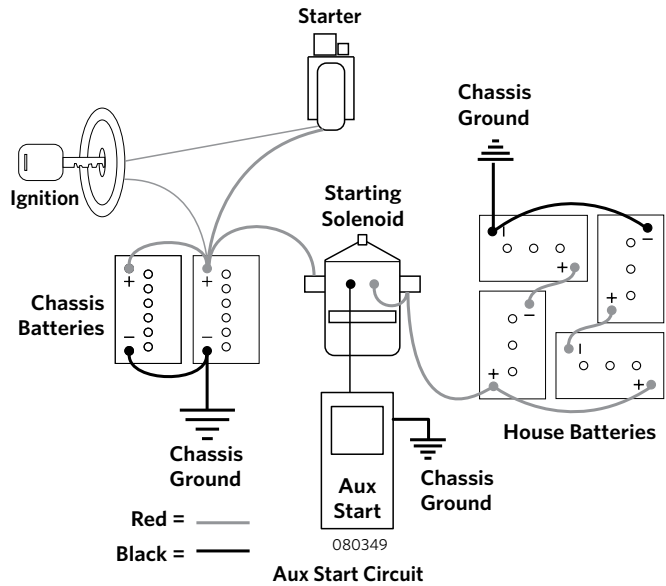 Starter
Chassis
Ground
Ignition
Starting
Solenoid
Chassis
Batteries
+
+
–
–
–
–
+
+
–
+
–
+
House Batteries
Chassis
Ground
Aux
Start
Chassis
Ground
Red =
Black =
080349
Aux Start Circuit